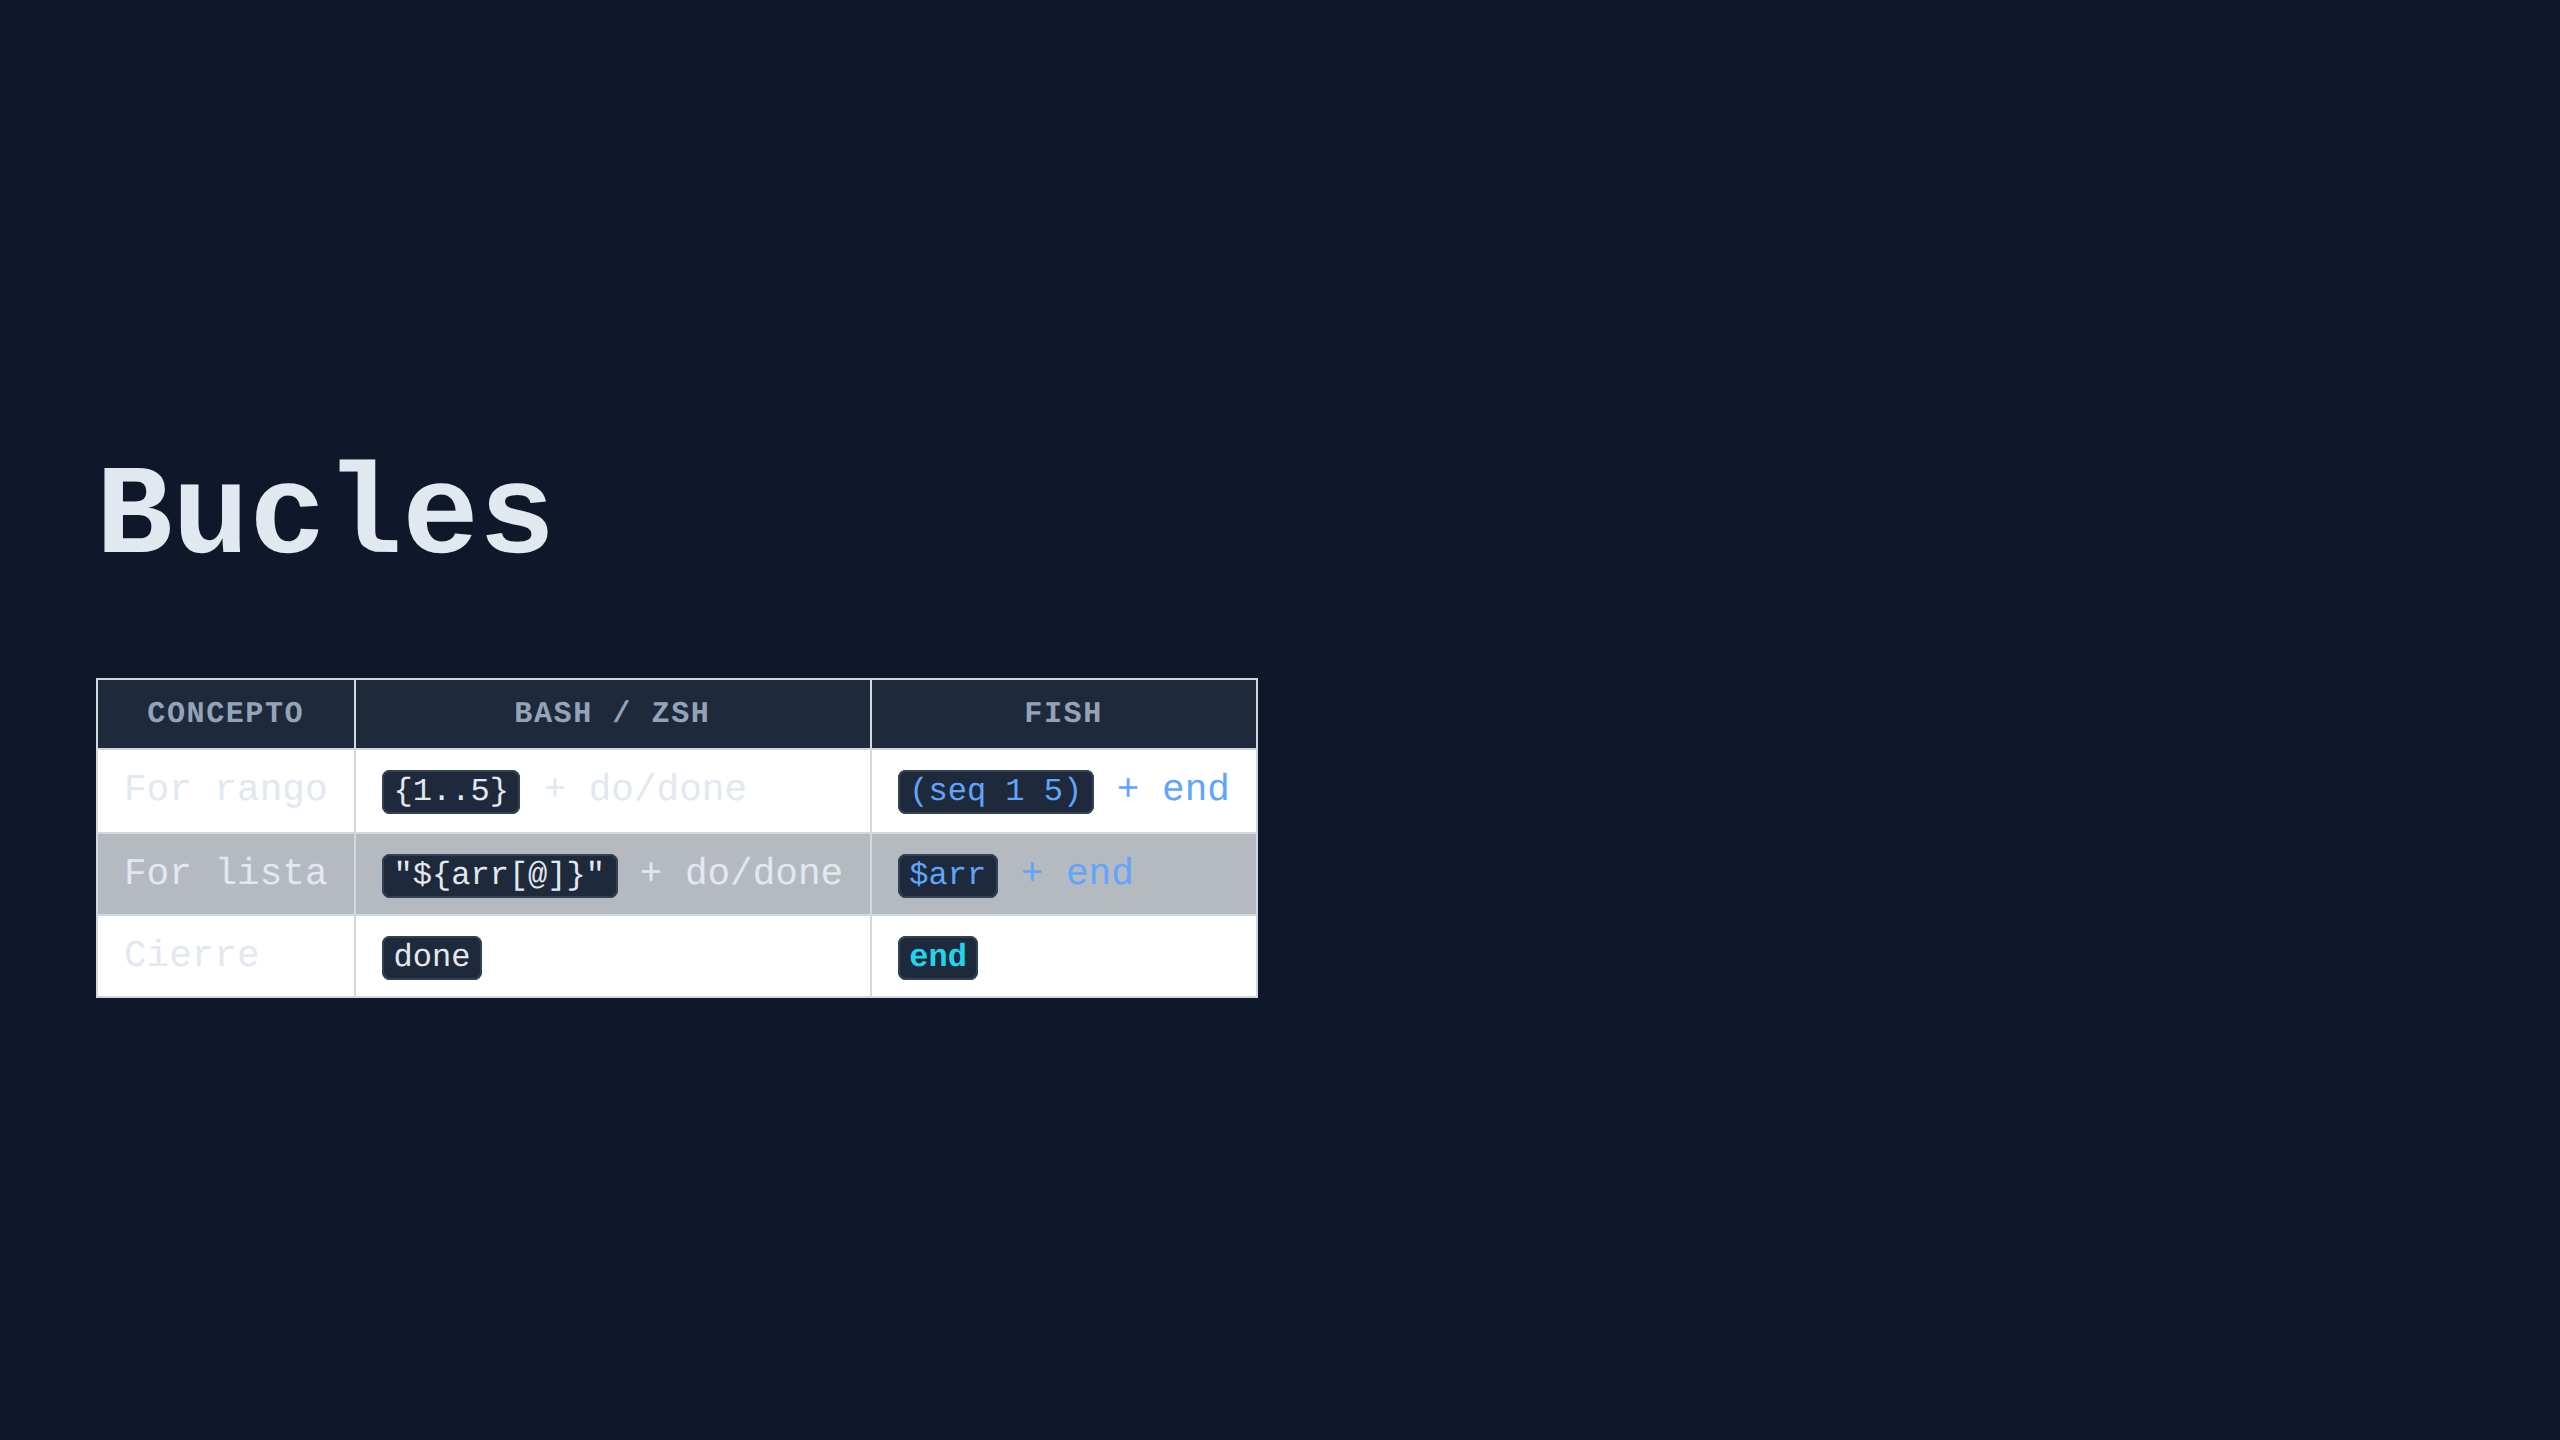 Bucles
CONCEPTO BASH / ZSH FISH
For rango {1..5} + do/done (seq 1 5) + end
For lista "${arr[@]}" + do/done $arr + end
Cierre done end